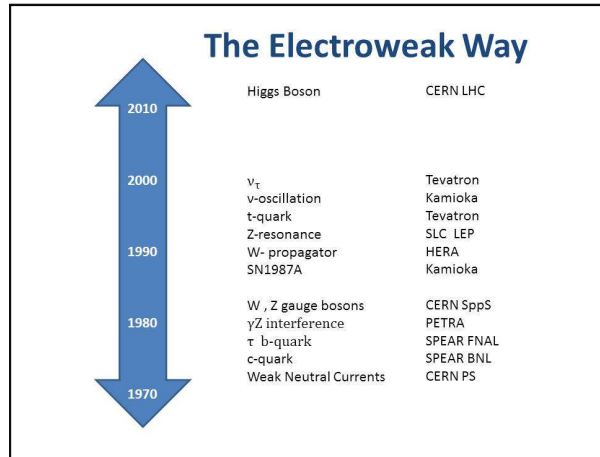 The Electroweak Way
Higgs Boson CERN LHC
2010
2000 ντ Tevatron
ν-oscillation Kamioka
t-quark Tevatron
Z-resonance SLC LEP
1990 W- propagator HERA
SN1987A Kamioka
W , Z gauge bosons CERN SppS
1980 γZ interference PETRA
τ b-quark SPEAR FNAL
c-quark SPEAR BNL
Weak Neutral Currents CERN PS
1970